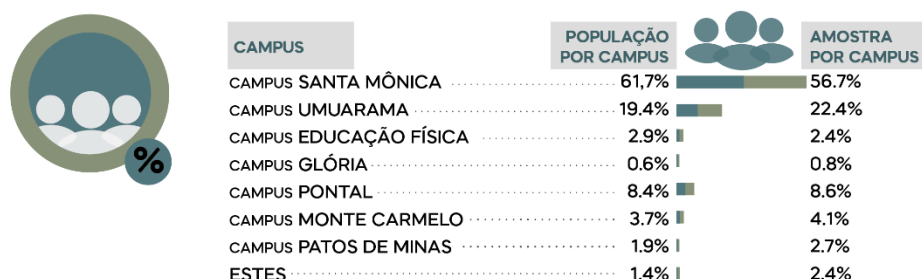 %
CAMPUS POPULAÇÃO POR CAMPUS AMOSTRA POR CAMPUS
CAMPUS SANTA MÔNICA 61,7% 56.7%
CAMPUS UMUARAMA 19.4% 22.4%
CAMPUS EDUCAÇÃO FÍSICA 2.9% 2.4%
CAMPUS GLÓRIA 0.6% 0.8%
CAMPUS PONTAL 8.4% 8.6%
CAMPUS MONTE CARMELO 3.7% 4.1%
CAMPUS PATOS DE MINAS 1.9% 2.7%
ESTES 1.4% 2.4%